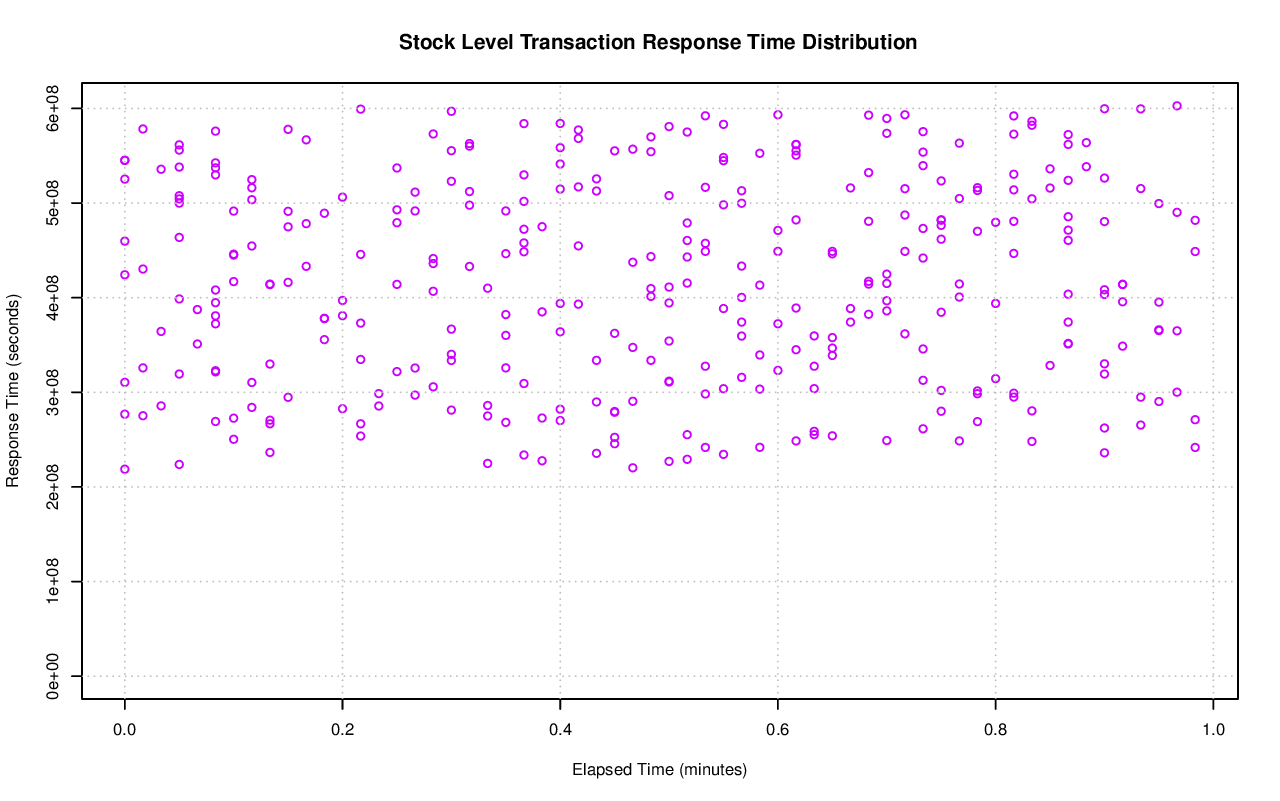 Stock Level Transaction Response Time Distribution
Response Time (seconds)
6e+08
5e+08
4e+08
3e+08
2e+08
1e+08
0e+00
0.0 0.2 0.4 0.6 0.8 1.0
Elapsed Time (minutes)